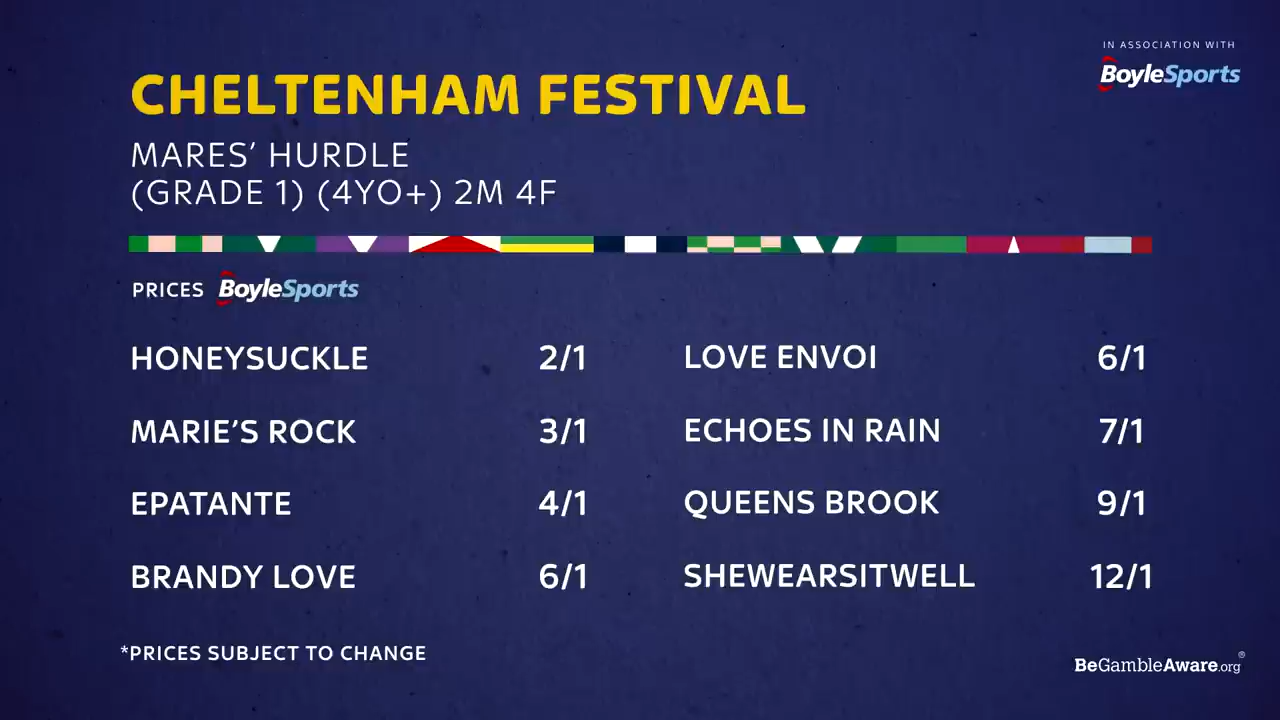 IN ASSOCIATION WITH
BoyleSports
CHELTENHAM FESTIVAL
MARES' HURDLE
(GRADE 1) (4YO+) 2M 4F
PRICES BoyleSports
HONEYSUCKLE 2/1 LOVE ENVOI 6/1
MARIE'S ROCK 3/1 ECHOES IN RAIN 7/1
EPATANTE 4/1 QUEENS BROOK 9/1
BRANDY LOVE 6/1 SHEWEARSITWELL 12/1
*PRICES SUBJECT TO CHANGE
BeGambleAware.org®